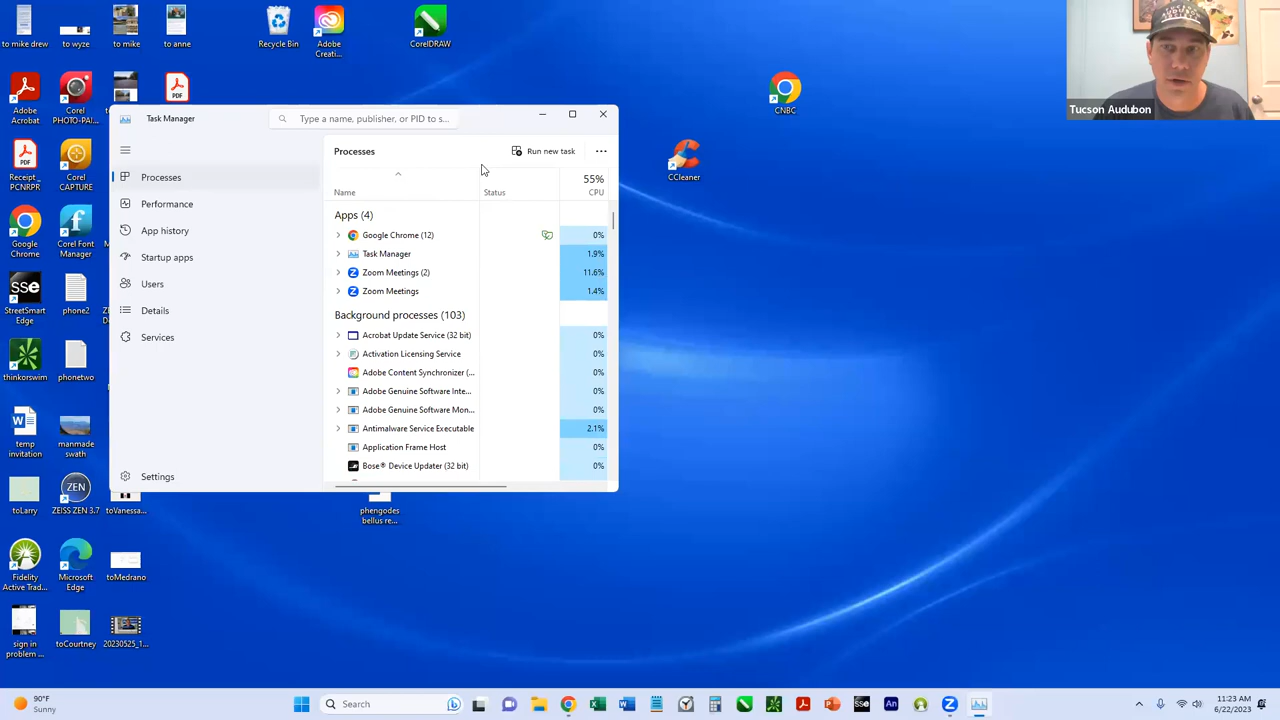 to mike drew
to wyze
to mike
to anne
Recycle Bin
Adobe
Creati...
CorelDRAW
Adobe
Acrobat
Corel
PHOTO-PAI...
PDF
CNBC
Tucson Audubon
Task Manager
Type a name, publisher, or PID to s...
Processes
Run new task
Processes
Performance
App history
Startup apps
Users
Details
Services
Settings
55%
Name
Status
CPU
Apps (4)
Google Chrome (12)
0%
Task Manager
1.9%
Zoom Meetings (2)
11.6%
Zoom Meetings
1.4%
Background processes (103)
Acrobat Update Service (32 bit)
0%
Activation Licensing Service
0%
Adobe Content Synchronizer (...
0%
Adobe Genuine Software Inte...
0%
Adobe Genuine Software Mon...
0%
Antimalware Service Executable
2.1%
Application Frame Host
0%
Bose® Device Updater (32 bit)
0%
CCleaner
PDF
Receipt_
PCNRPR
Corel
CAPTURE
Google
Chrome
Corel Font
Manager
sse
StreetSmart
Edge
phone2
thinkorswim
phonetwo
temp
invitation
manmade
swath
toLarry
ZEN
ZEISS ZEN 3.7
toVanessa...
phengodes
bellus re...
Fidelity
Active Trad...
Microsoft
Edge
toMedrano
sign in
problem ...
toCourtney
20230525_1...
90°F
Sunny
Search
sse
An
11:23 AM
6/22/2023